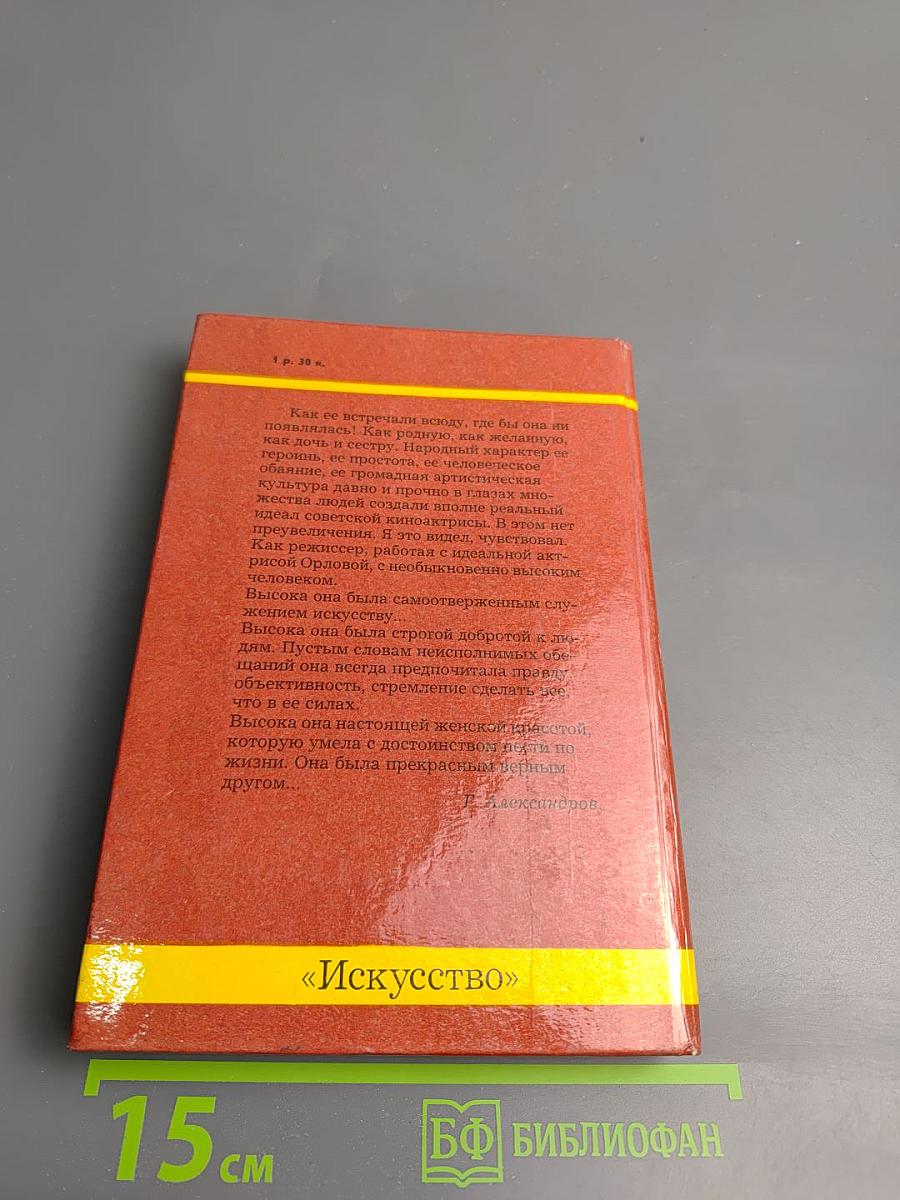 1 р. 30 к.
Как ее встречали всюду, где бы она ни
появлялась! Как родную, как желанную,
как дочь и сестру. Народный характер ее
героинь, ее простота, ее человеческое
обаяние, ее громадная артистическая
культура давно и прочно в глазах мно-
жества людей создали вполне реальный
идеал советской киноактрисы. В этом нет
преувеличения. Я это видел, чувствовал.
Как режиссер, работая с идеальной акт-
рисой Орловой, с необыкновенно высоким
человеком.
Высока она была самоотверженным слу-
жением искусству...
Высока она была строгой добротой к лю-
дям. Пустым словам неисполнимых обе-
щаний она всегда предпочитала правду,
объективность, стремление сделать все,
что в ее силах.
Высока она настоящей женской красотой,
которую умела с достоинством нести по
жизни. Она была прекрасным верным
другом...
Г. Александров
«Искусство»
15 см
БФ БИБЛИОФАН